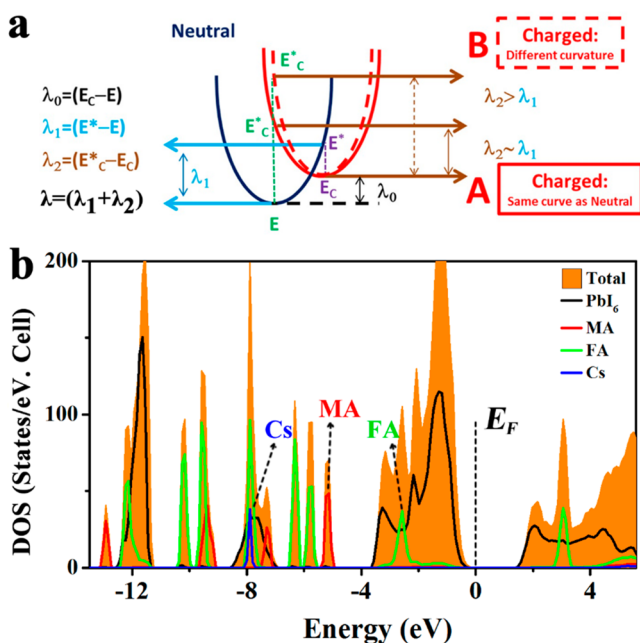 a
Neutral
B
Charged:
Different curvature
E*C
λ0=(EC−E)
λ1=(E*−E)
λ2=(E*C−EC)
λ=(λ1+λ2)
λ1
E*C
E*
EC
E
λ0
λ2>λ1
λ2~λ1
A
Charged:
Same curve as Neutral
b
200
100
0
DOS (States/eV. Cell)
Total
PbI6
MA
FA
Cs
Cs
MA
FA
EF
-12
-8
-4
0
4
Energy (eV)